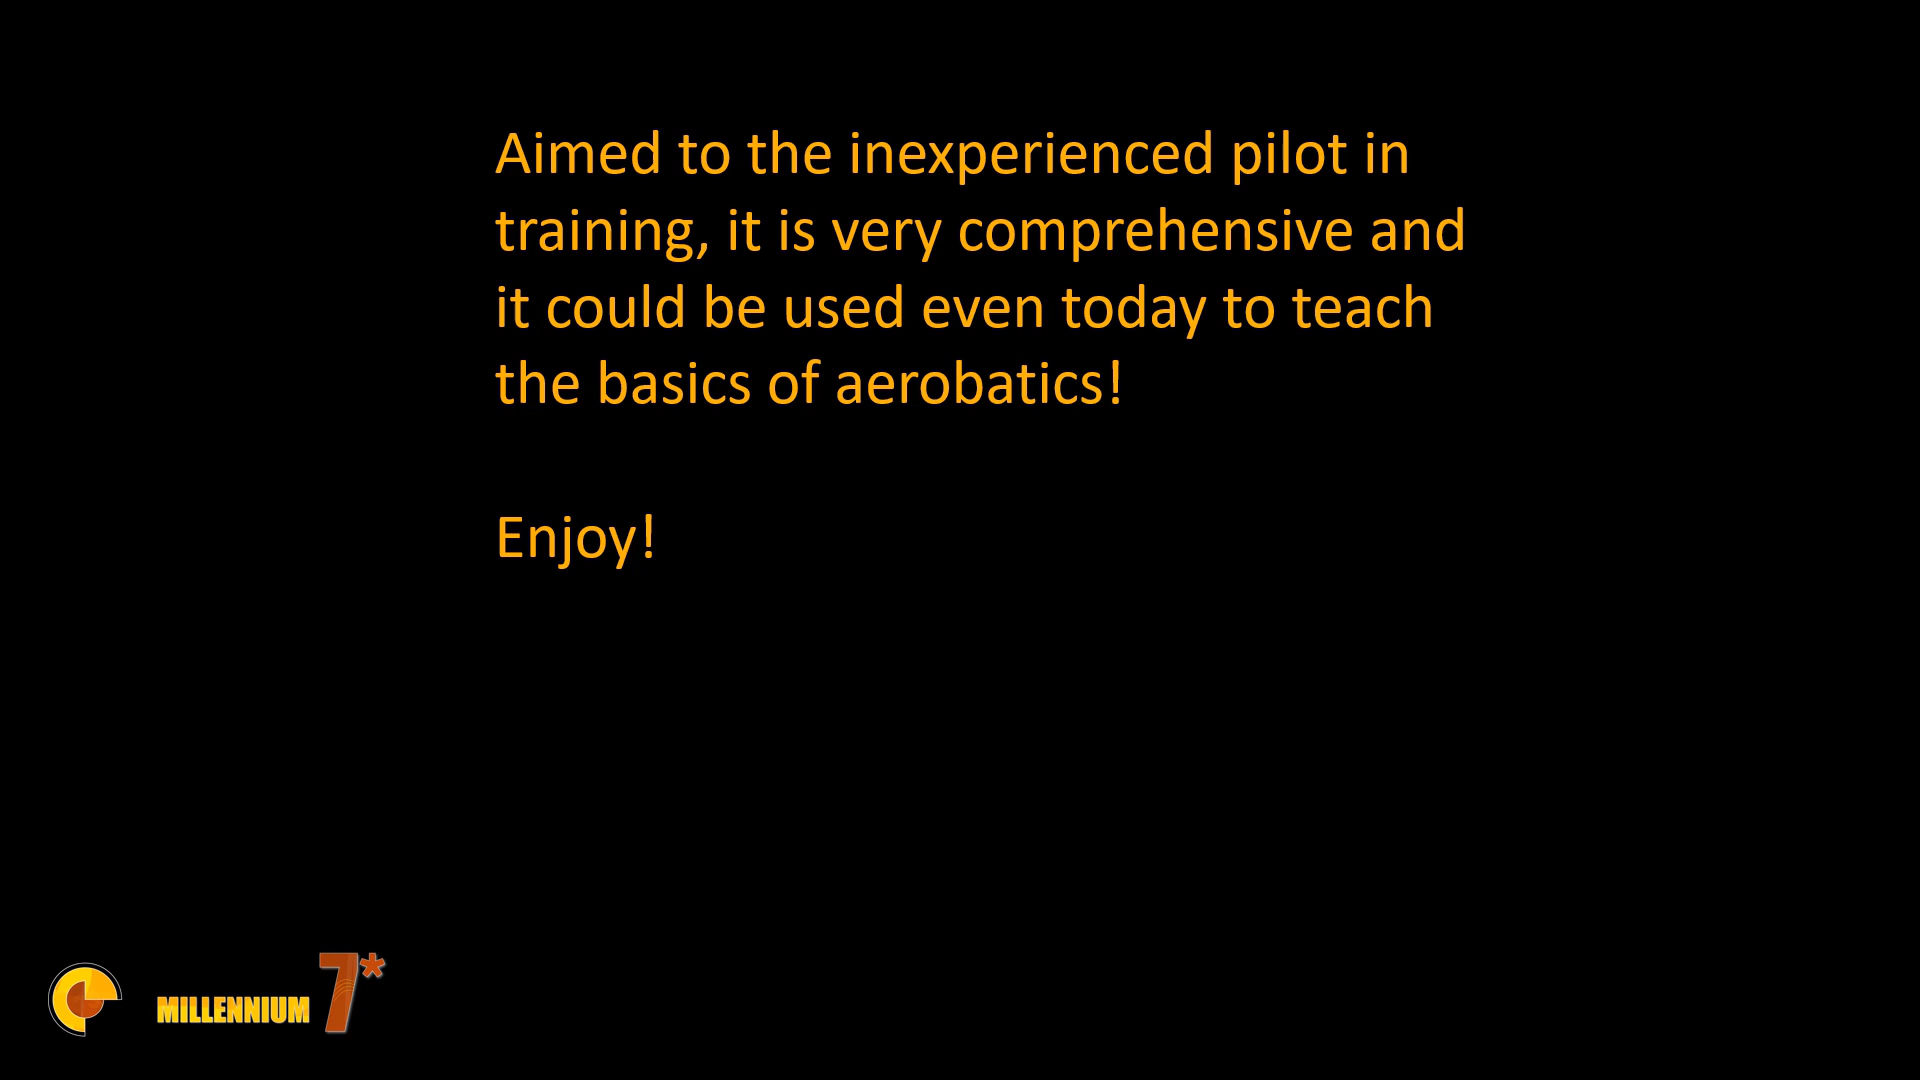 Aimed to the inexperienced pilot in
training, it is very comprehensive and
it could be used even today to teach
the basics of aerobatics!
Enjoy!
MILLENNIUM 7*